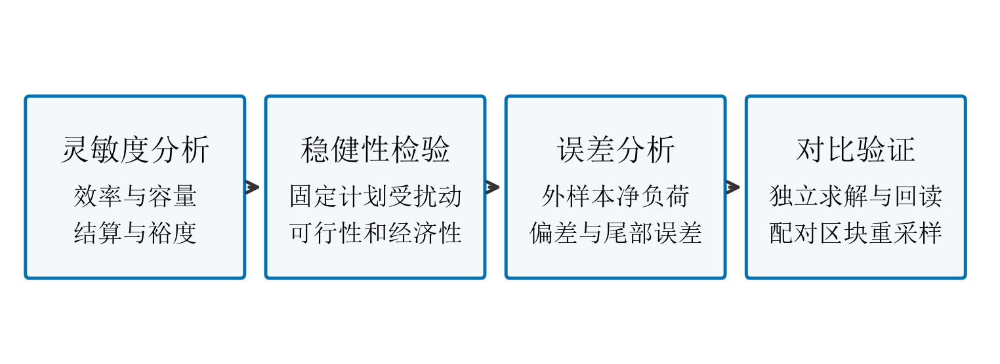 灵敏度分析
效率与容量
结算与裕度
稳健性检验
固定计划受扰动
可行性和经济性
误差分析
外样本净负荷
偏差与尾部误差
对比验证
独立求解与回读
配对区块重采样